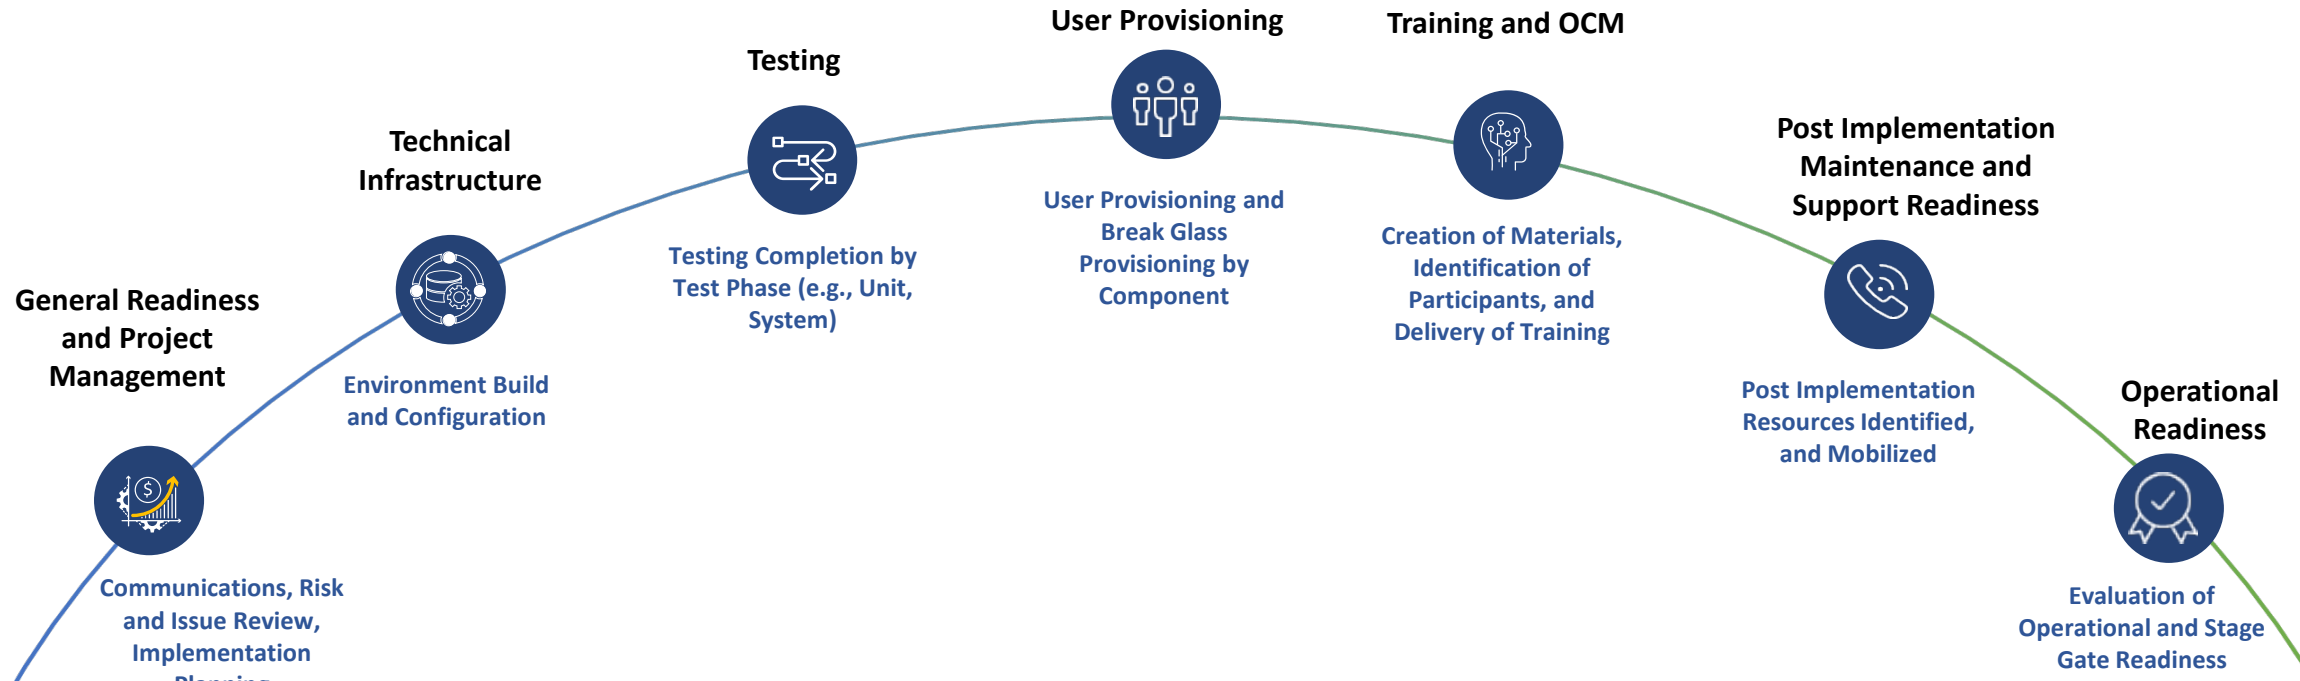 General Readiness
and Project
Management
Communications, Risk
and Issue Review,
Implementation
Planning
Technical
Infrastructure
Environment Build
and Configuration
Testing
Testing Completion by
Test Phase (e.g., Unit,
System)
User Provisioning
User Provisioning and
Break Glass
Provisioning by
Component
Training and OCM
Creation of Materials,
Identification of
Participants, and
Delivery of Training
Post Implementation
Maintenance and
Support Readiness
Post Implementation
Resources Identified,
and Mobilized
Operational
Readiness
Evaluation of
Operational and Stage
Gate Readiness
$